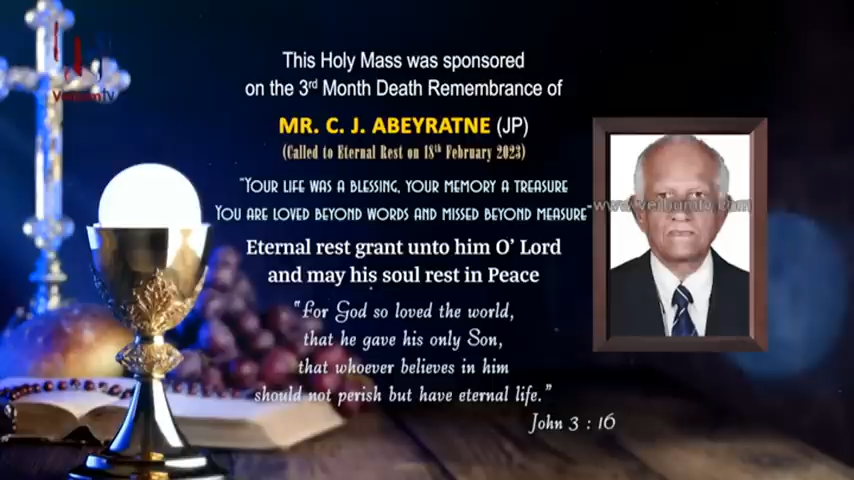 VerbumTV
This Holy Mass was sponsored
on the 3rd Month Death Remembrance of
MR. C. J. ABEYRATNE (JP)
(Called to Eternal Rest on 18th February 2023)
"YOUR LIFE WAS A BLESSING, YOUR MEMORY A TREASURE
YOU ARE LOVED BEYOND WORDS AND MISSED BEYOND MEASURE"
www.verbumtv.com
Eternal rest grant unto him O' Lord
and may his soul rest in Peace
"For God so loved the world,
that he gave his only Son,
that whoever believes in him
should not perish but have eternal life."
John 3 : 16